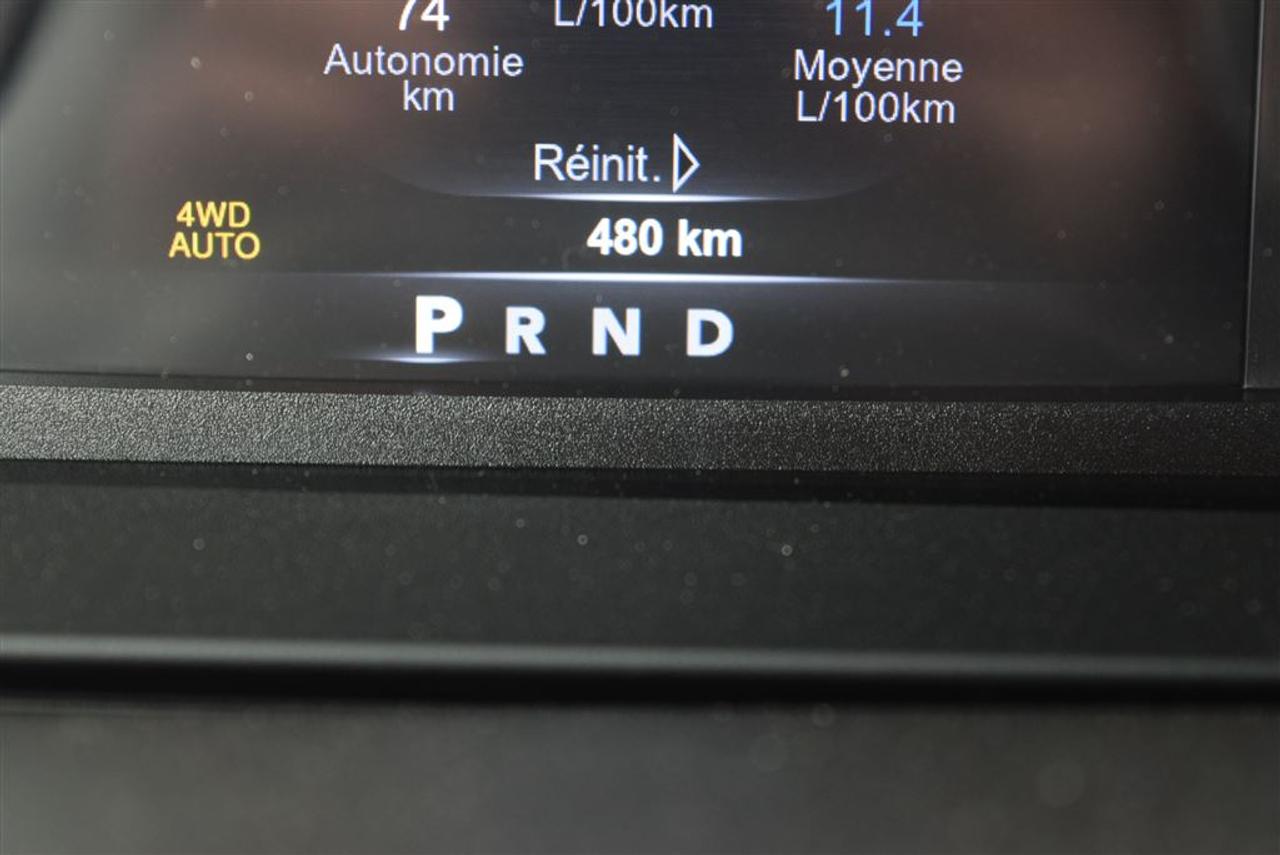 74
L/100km
11.4
Autonomie
km
Moyenne
L/100km
Réinit.
4WD
AUTO
480 km
P R N D